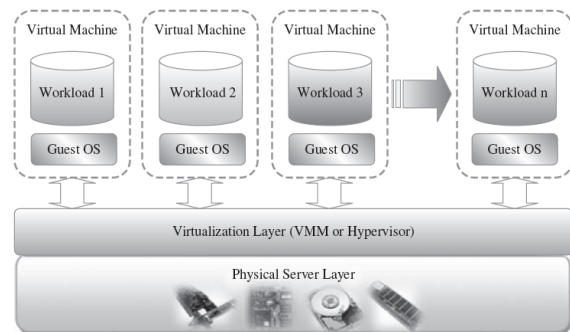 Virtual Machine
Virtual Machine
Virtual Machine
Virtual Machine
Workload 1
Workload 2
Workload 3
Workload n
Guest OS
Guest OS
Guest OS
Guest OS
Virtualization Layer (VMM or Hypervisor)
Physical Server Layer